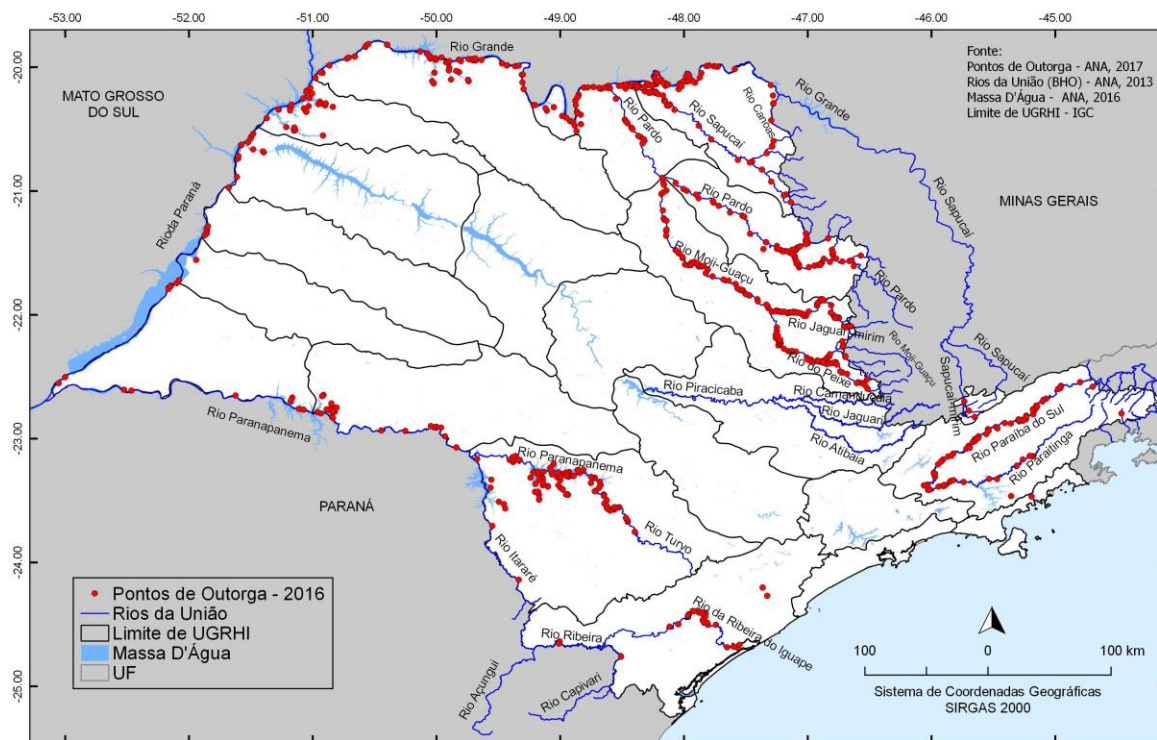 -53.00
-52.00
-51.00
-50.00
-49.00
-48.00
-47.00
-46.00
-45.00
-20.00
-21.00
-22.00
-23.00
-24.00
-25.00
Fonte:
Pontos de Outorga - ANA, 2017
Rios da União (BHO) - ANA, 2013
Massa D'Água - ANA, 2016
Limite de UGRHI - IGC
MATO GROSSO
DO SUL
Rio Grande
Rio Grande
Rio Pardo
Rio Sapucaí
Rio Canoas
Rio Sapucaí
MINAS GERAIS
Rioda Paraná
Rio Pardo
Rio Moji-Guaçu
Rio Pardo
Rio Jaguari-mirim
Rio Moji-Guaçu
Rio do Peixe
Sapucaí-mirim
Rio Sapucaí
Rio Piracicaba
Rio Camanducaia
Rio Jaguari
Rio Atibaia
Rio Paraíba do Sul
Rio Paraitinga
Rio Paranapanema
Rio Paranapanema
PARANÁ
Rio Turvo
Rio Itararé
Rio da Ribeira do Iguape
Rio Ribeira
Rio Açungui
Rio Capivari
Pontos de Outorga - 2016
Rios da União
Limite de UGRHI
Massa D'Água
UF
100
0
100 km
Sistema de Coordenadas Geográficas
SIRGAS 2000